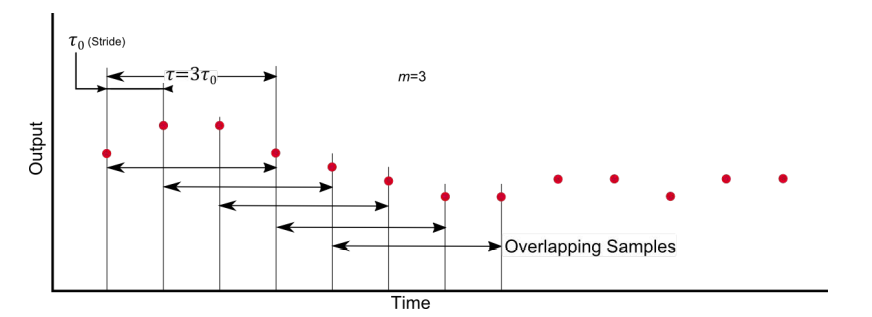 τ₀ (Stride)
τ=3τ₀
m=3
Output
Overlapping Samples
Time